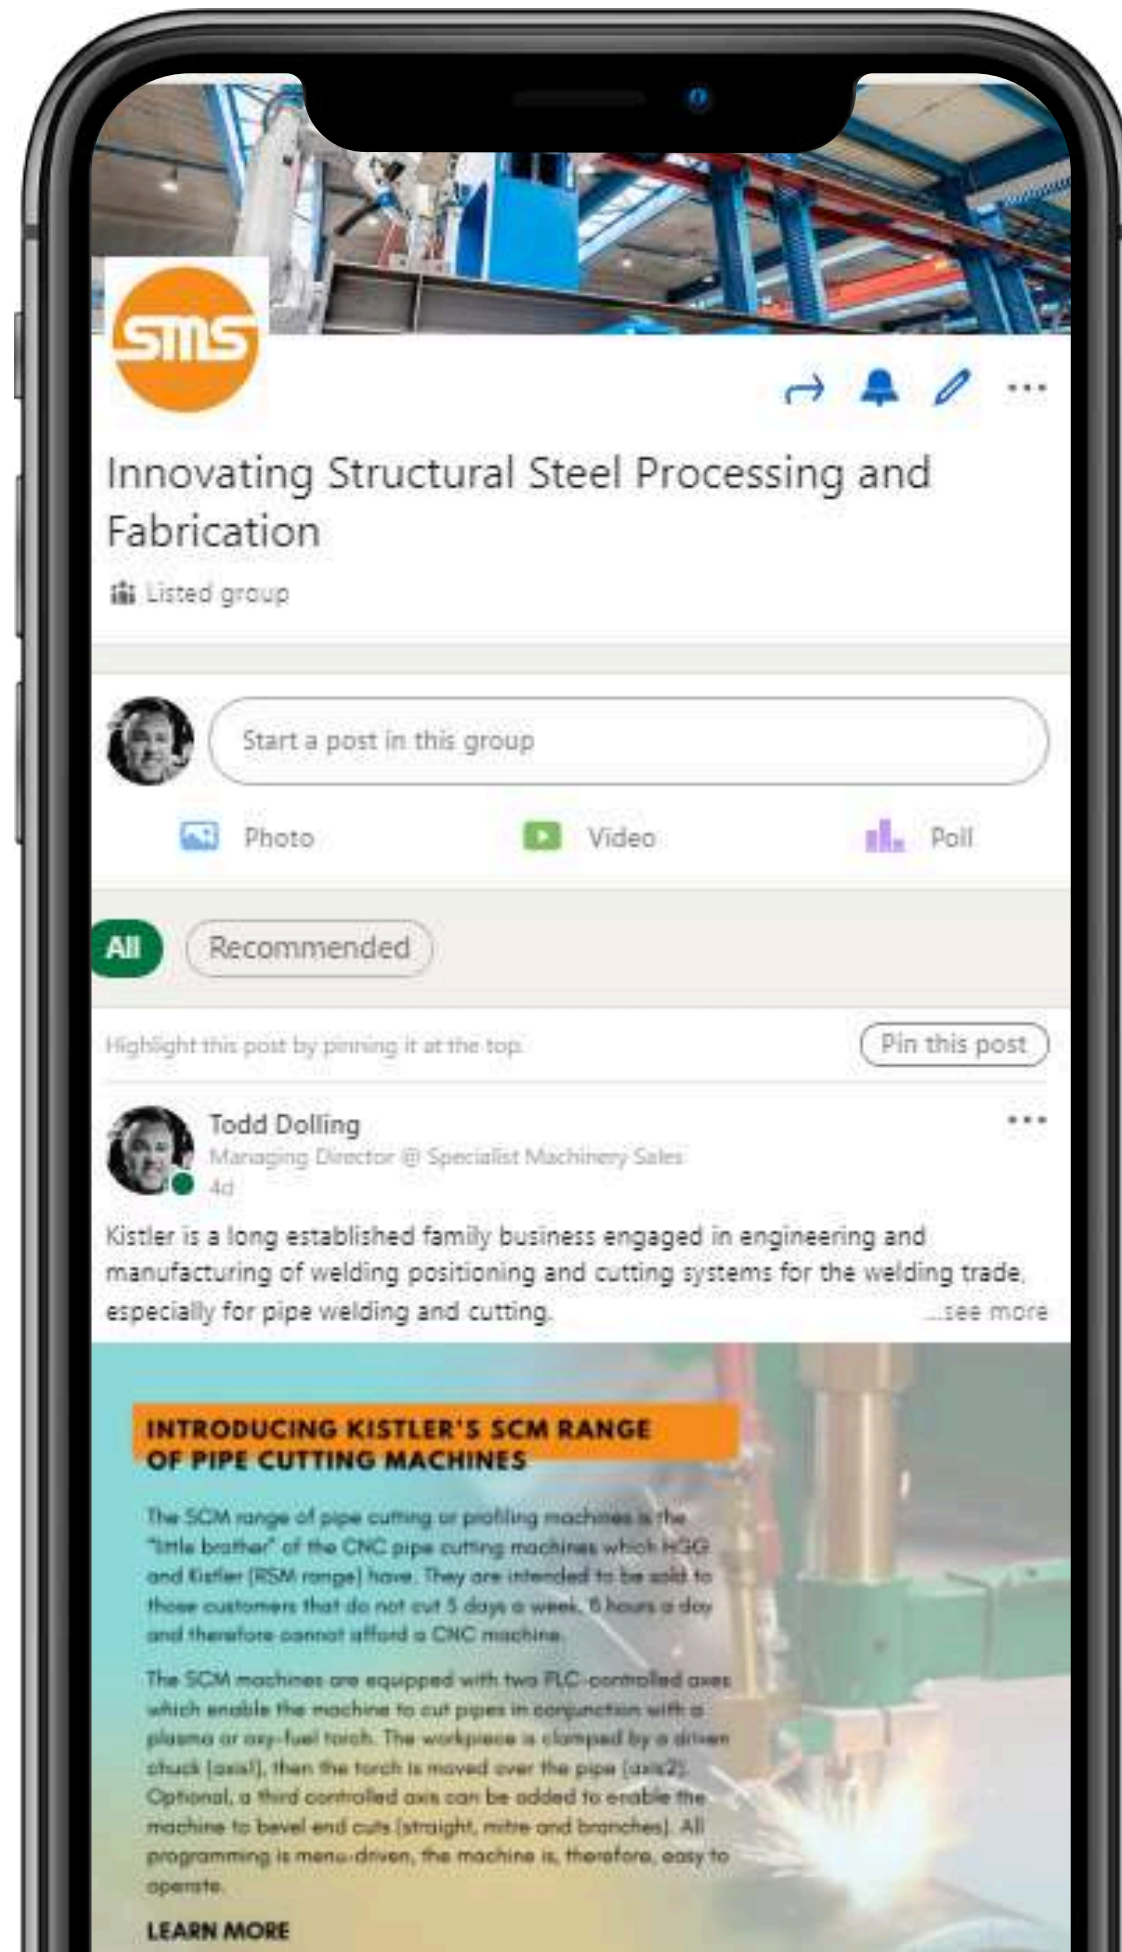 sms
Innovating Structural Steel Processing and
Fabrication
Listed group
Start a post in this group
Photo
Video
Poll
All
Recommended
Highlight this post by pinning it at the top.
Pin this post
Todd Dolling
Managing Director @ Specialist Machinery Sales
4d
Kistler is a long established family business engaged in engineering and
manufacturing of welding positioning and cutting systems for the welding trade,
especially for pipe welding and cutting.
...see more
INTRODUCING KISTLER'S SCM RANGE
OF PIPE CUTTING MACHINES
The SCM range of pipe cutting or profiling machines is the
"little brother" of the CNC pipe cutting machines which HGG
and Kistler (RSM range) have. They are intended to be sold to
those customers that do not cut 5 days a week, 6 hours a day
and therefore cannot afford a CNC machine.
The SCM machines are equipped with two PLC-controlled axes
which enable the machine to cut pipes in conjunction with a
plasma or oxy-fuel torch. The workpiece is clamped by a driven
chuck (axis1), then the torch is moved over the pipe (axis2).
Optional, a third controlled axis can be added to enable the
machine to bevel end cuts (straight, mitre and branches). All
programming is menu-driven, the machine is, therefore, easy to
operate.
LEARN MORE